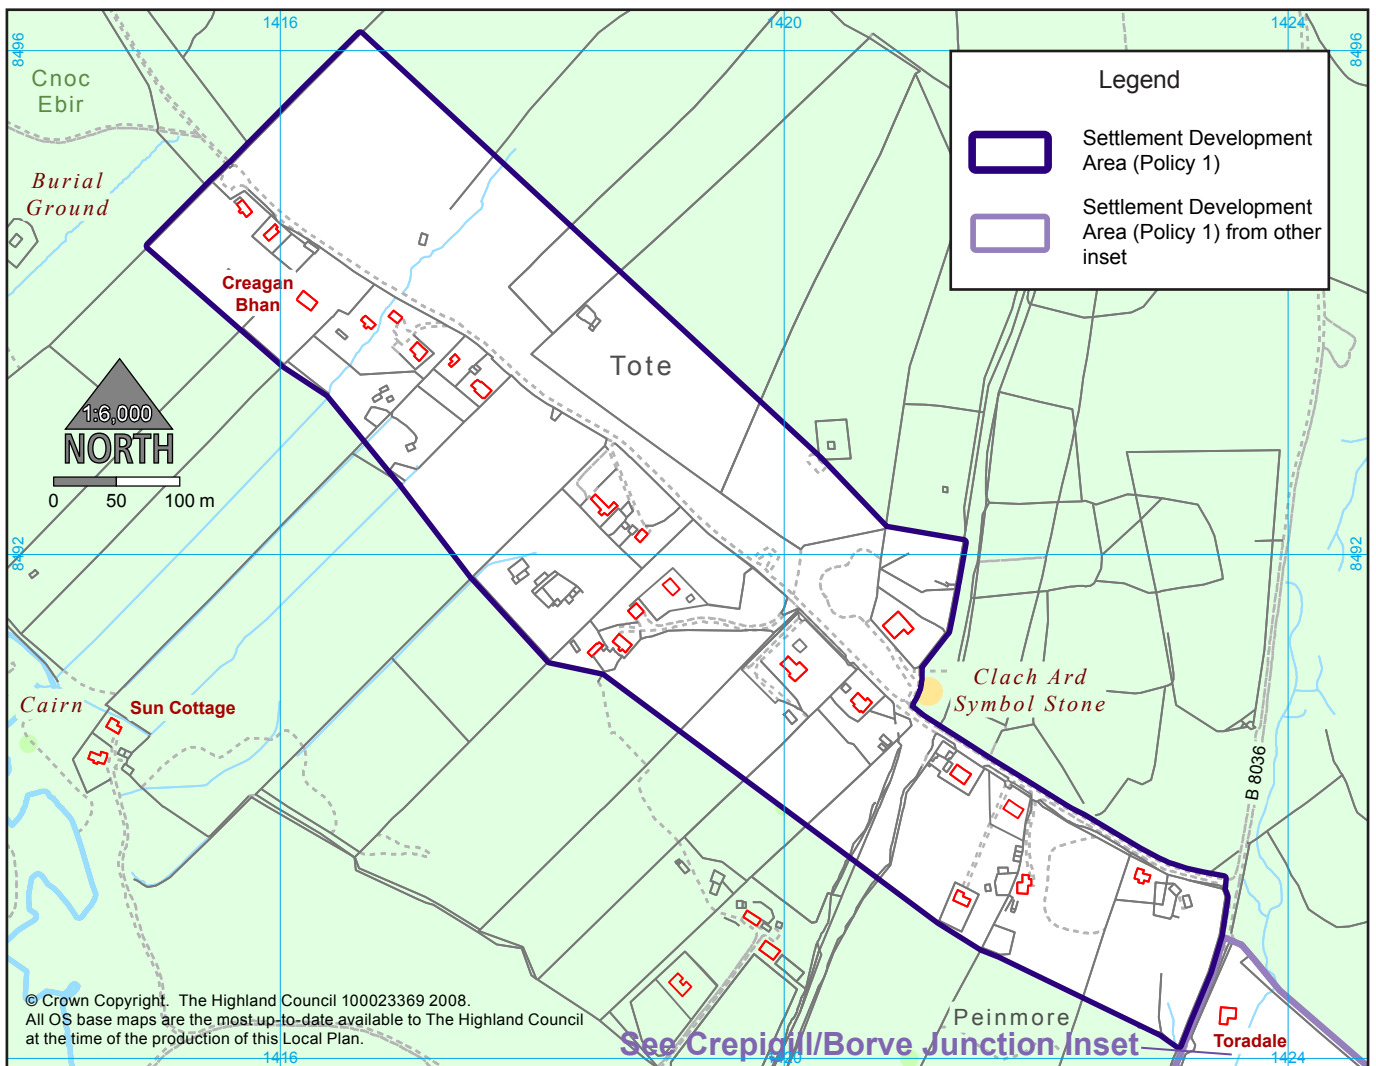 1416
1420
1424
8496
8496
Cnoc
Ebir
Legend
Settlement Development
Area (Policy 1)
Settlement Development
Area (Policy 1) from other
inset
Burial
Ground
Creagan
Bhan
Tote
1:6,000
NORTH
0 50 100 m
8492
8492
Clach Ard
Symbol Stone
Cairn
Sun Cottage
B 8036
© Crown Copyright. The Highland Council 100023369 2008.
All OS base maps are the most up-to-date available to The Highland Council
at the time of the production of this Local Plan.
Peinmore
See Crepigill/Borve Junction Inset
Toradale
1416
1420
1424